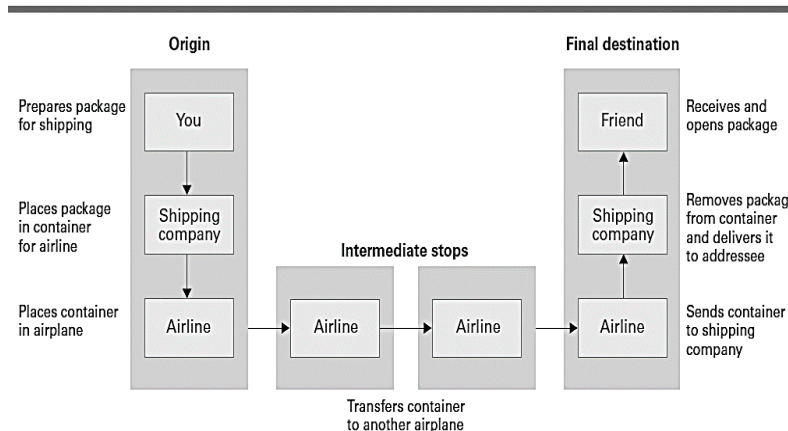 Origin
Final destination
Prepares package
for shipping
You
Friend
Receives and
opens package
Places package
in container
for airline
Shipping
company
Shipping
company
Removes packag
from container
and delivers it
to addressee
Intermediate stops
Places container
in airplane
Airline
Airline
Airline
Airline
Sends container
to shipping
company
Transfers container
to another airplane